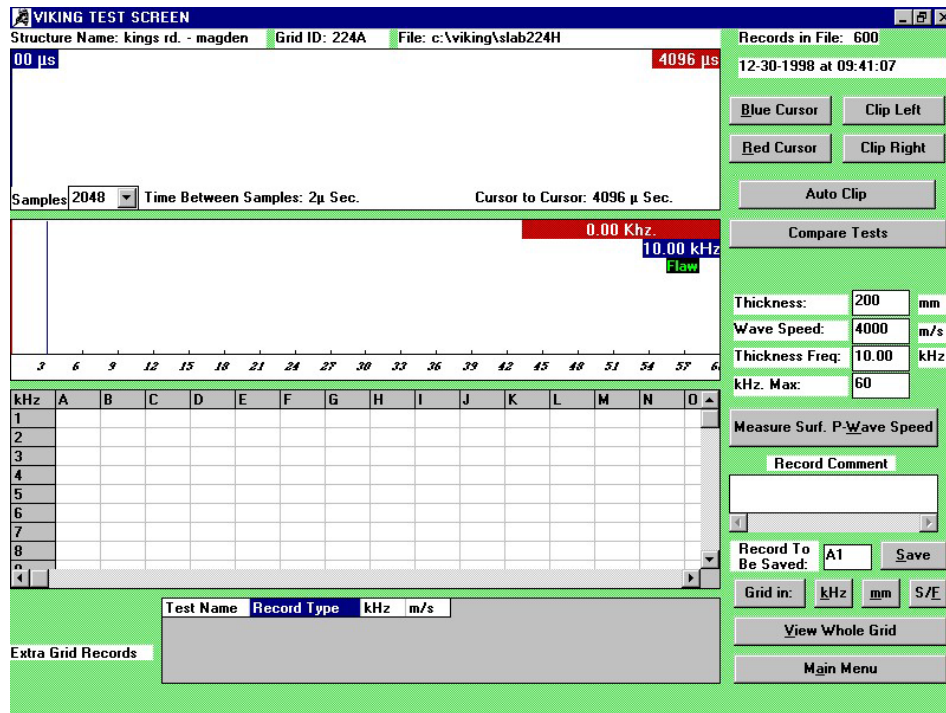 VIKING TEST SCREEN
Structure Name: kings rd. - magden Grid ID: 224A File: c:\viking\slab224H Records in File: 600
00 µs 4096 µs
12-30-1998 at 09:41:07
Blue Cursor Clip Left
Red Cursor Clip Right
Samples 2048 Time Between Samples: 2µ Sec. Cursor to Cursor: 4096 µ Sec.
Auto Clip
Compare Tests
0.00 Khz.
10.00 kHz
Flaw
3 6 9 12 15 18 21 24 27 30 33 36 39 42 45 48 51 54 57
Thickness: 200 mm
Wave Speed: 4000 m/s
Thickness Freq: 10.00 kHz
kHz. Max: 60
kHz A B C D E F G H I J K L M N O
1
2
3
4
5
6
7
8
Measure Surf. P-Wave Speed
Record Comment
Record To
Be Saved: A1 Save
Grid in: kHz mm S/F
View Whole Grid
Main Menu
Test Name Record Type kHz m/s
Extra Grid Records